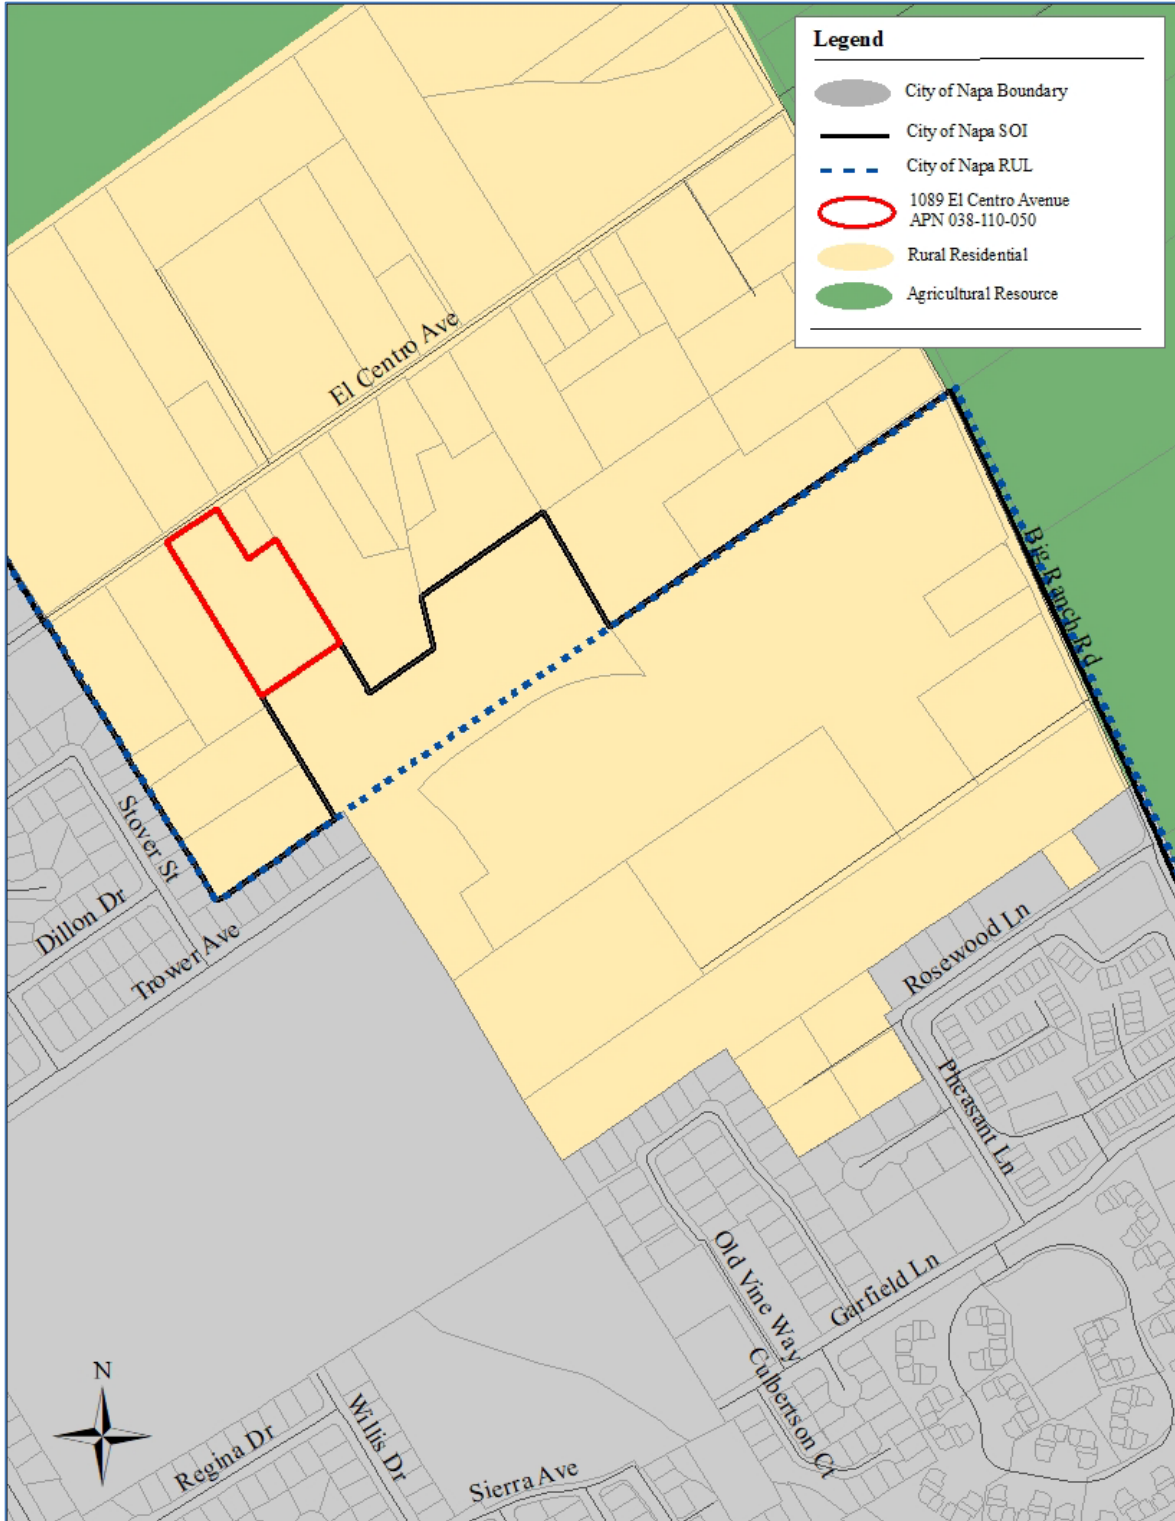 Legend
City of Napa Boundary
City of Napa SOI
City of Napa RUL
1089 El Centro Avenue
APN 038-110-050
Rural Residential
Agricultural Resource
El Centro Ave
Big Ranch Rd
Stover St
Dillon Dr
Trower Ave
Rosewood Ln
Pheasant Ln
Old Vine Way
Garfield Ln
Culbertson Ct
N
Willis Dr
Regina Dr
Sierra Ave